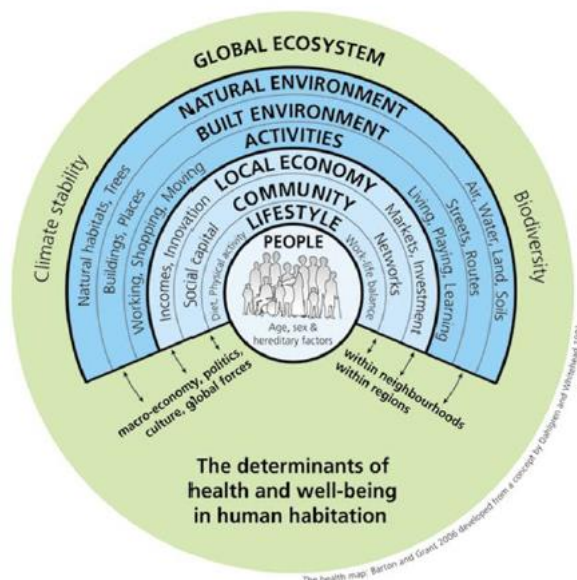 GLOBAL ECOSYSTEM
NATURAL ENVIRONMENT
BUILT ENVIRONMENT
ACTIVITIES
LOCAL ECONOMY
COMMUNITY
LIFESTYLE
PEOPLE
Age, sex &
hereditary factors
Climate stability
Natural habitats, Trees
Buildings, Places
Working, Shopping, Moving
Incomes, Innovation
Social capital
Diet, Physical activity
Work-life balance
Networks
Markets, Investment
Living, Playing, Learning
Streets, Routes
Air, Water, Land, Soils
Biodiversity
macro-economy, politics,
culture, global forces
within neighbourhoods
within regions
The determinants of
health and well-being
in human habitation
The health map: Barton and Grant 2006 developed from a concept by Dahlgren and Whitehead